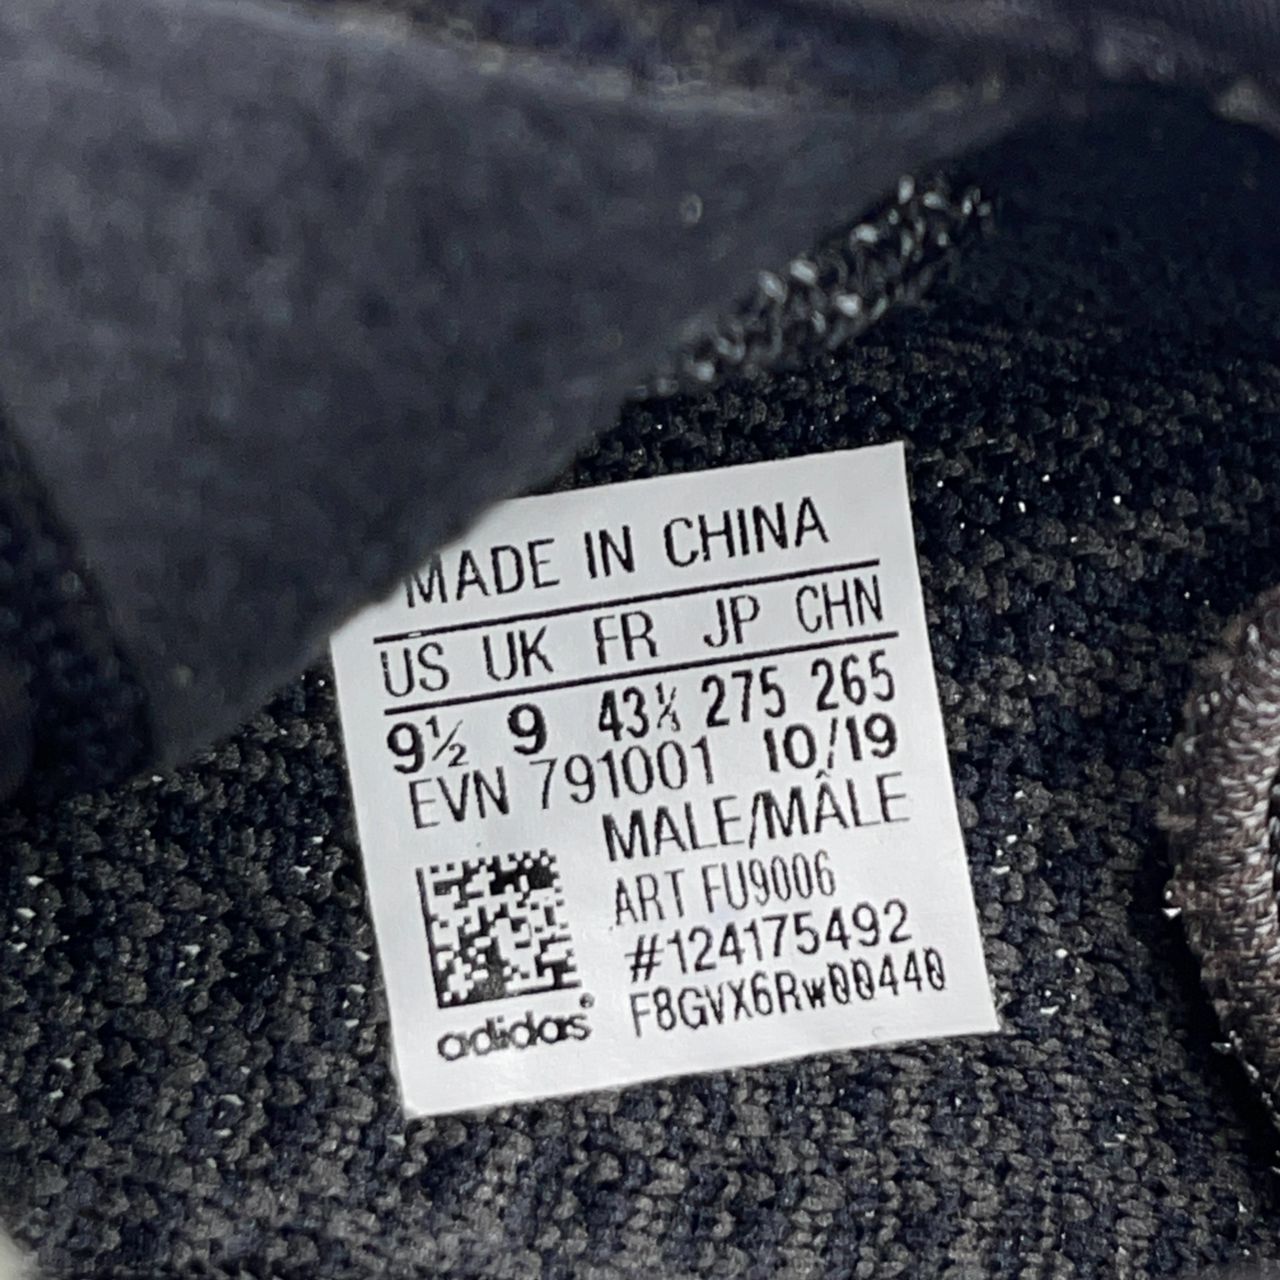 MADE IN CHINA
US UK FR JP CHN
9½ 9 43⅓ 275 265
EVN 791001 10/19
MALE/MÂLE
ART FU9006
#124175492
F8GVX6Rw00440
adidas®